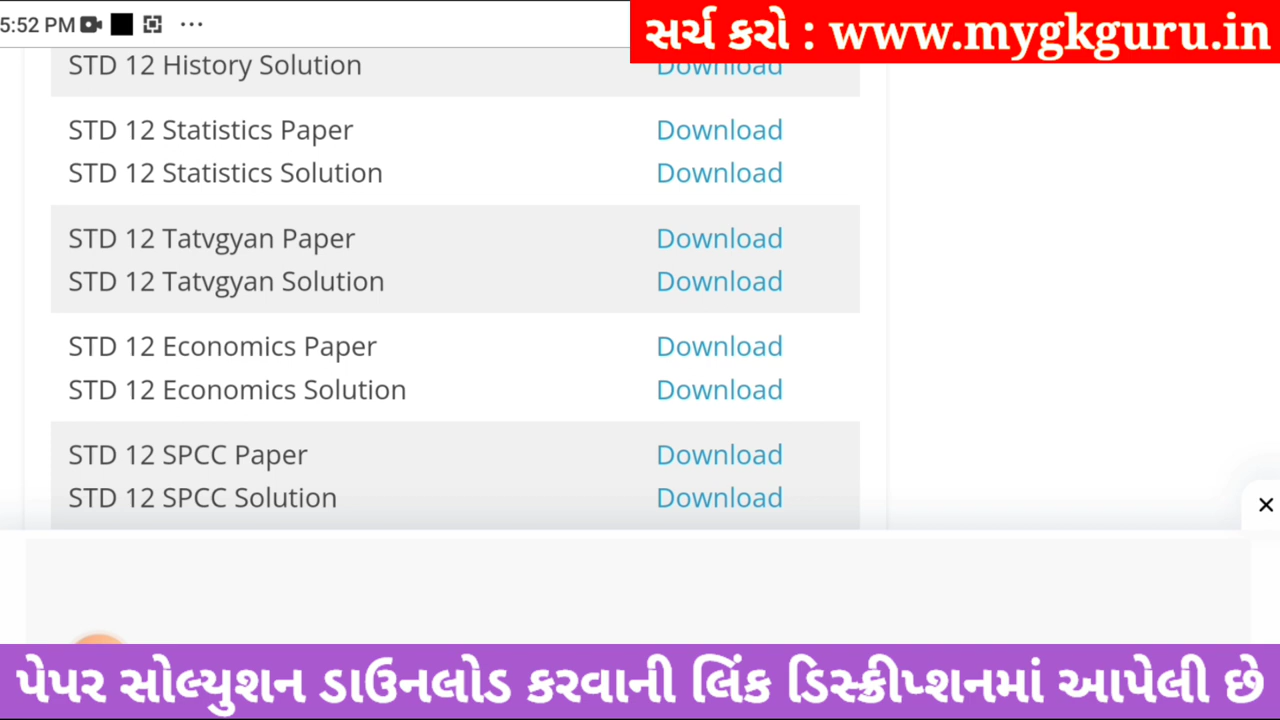 5:52 PM
સર્ચ કરો : www.mygkguru.in
STD 12 History Solution Download
STD 12 Statistics Paper Download
STD 12 Statistics Solution Download
STD 12 Tatvgyan Paper Download
STD 12 Tatvgyan Solution Download
STD 12 Economics Paper Download
STD 12 Economics Solution Download
STD 12 SPCC Paper Download
STD 12 SPCC Solution Download
પેપર સોલ્યુશન ડાઉનલોડ કરવાની લિંક ડિસ્ક્રીપ્શનમાં આપેલી છે